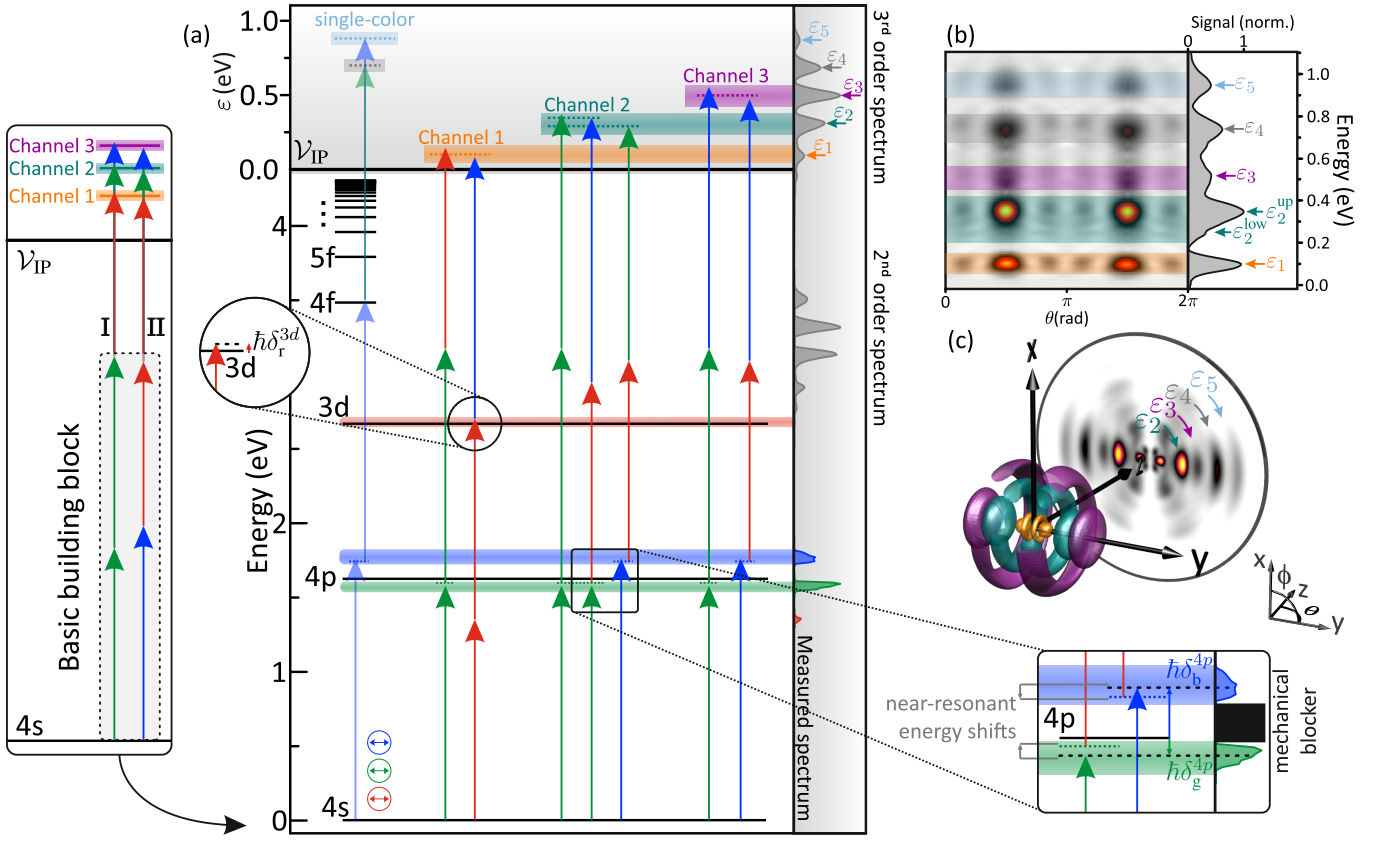 Channel 3
Channel 2
Channel 1
𝒱IP
I
II
Basic building block
4s
(a)
1.0
0.5
0.0
ε (eV)
single-color
Channel 1
Channel 2
Channel 3
𝒱IP
ε5
ε4
ε3
ε2
ε1
3rd order spectrum
2nd order spectrum
Measured spectrum
Energy (eV)
4
2
1
0
5f
4f
3d
4p
4s
ħδr3d
3d
(b)
Signal (norm.)
0
1
ε5
ε4
ε3
ε2up
ε2low
ε1
1.0
0.8
0.6
0.4
0.2
0.0
Energy (eV)
0
π
2π
θ(rad)
(c)
x
y
z
ε5
ε4
ε3
ε2
x
ϕ
z
θ
y
near-resonant
energy shifts
4p
ħδb4p
ħδg4p
mechanical
blocker